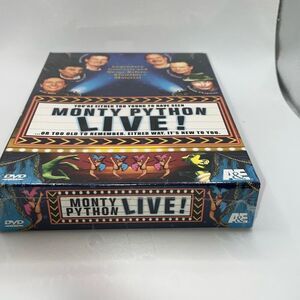 YOU'RE EITHER TOO YOUNG TO HAVE SEEN
MONTY PYTHON
LIVE!
...OR TOO OLD TO REMEMBER. EITHER WAY, IT'S NEW TO YOU.
DVD
MONTY
PYTHON
LIVE!
A&E